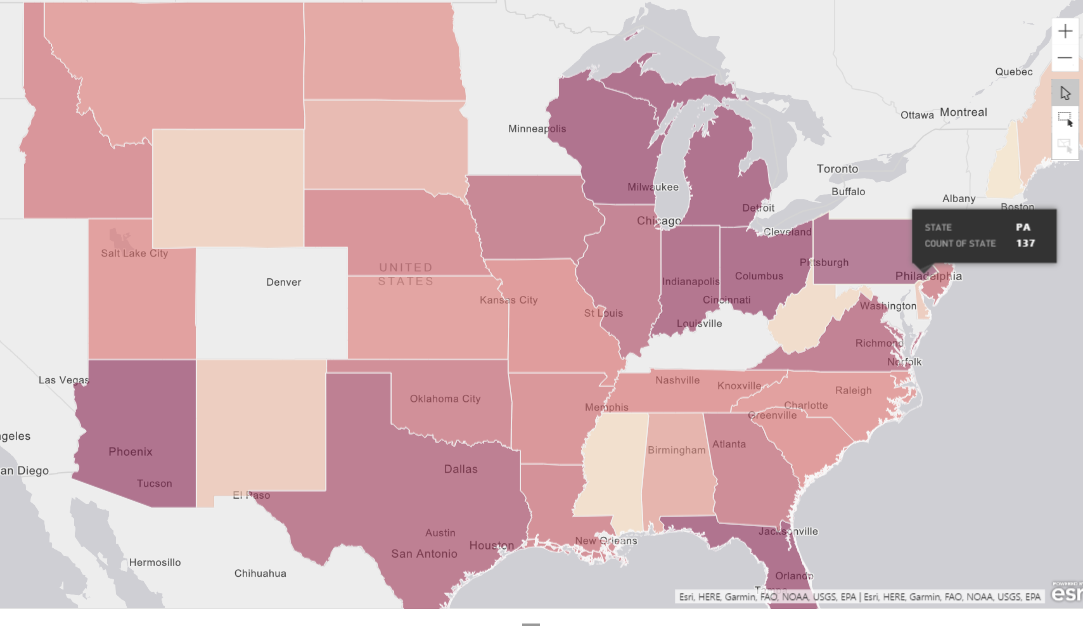 Quebec
Ottawa
Montreal
Minneapolis
Toronto
Buffalo
Milwaukee
Albany
Boston
Detroit
Chicago
Cleveland
STATE PA
COUNT OF STATE 137
Salt Lake City
UNITED
STATES
Denver
Pittsburgh
Philadelphia
Indianapolis
Columbus
Kansas City
Cincinnati
Washington
St Louis
Louisville
Richmond
Norfolk
Las Vegas
Nashville
Knoxville
Raleigh
Oklahoma City
Memphis
Charlotte
Greenville
geles
Phoenix
Birmingham
Atlanta
an Diego
Dallas
Tucson
El Paso
Austin
Houston
New Orleans
Jacksonville
San Antonio
Hermosillo
Chihuahua
Orlando
Esri, HERE, Garmin, FAO, NOAA, USGS, EPA | Esri, HERE, Garmin, FAO, NOAA, USGS, EPA
POWERED BY
esri